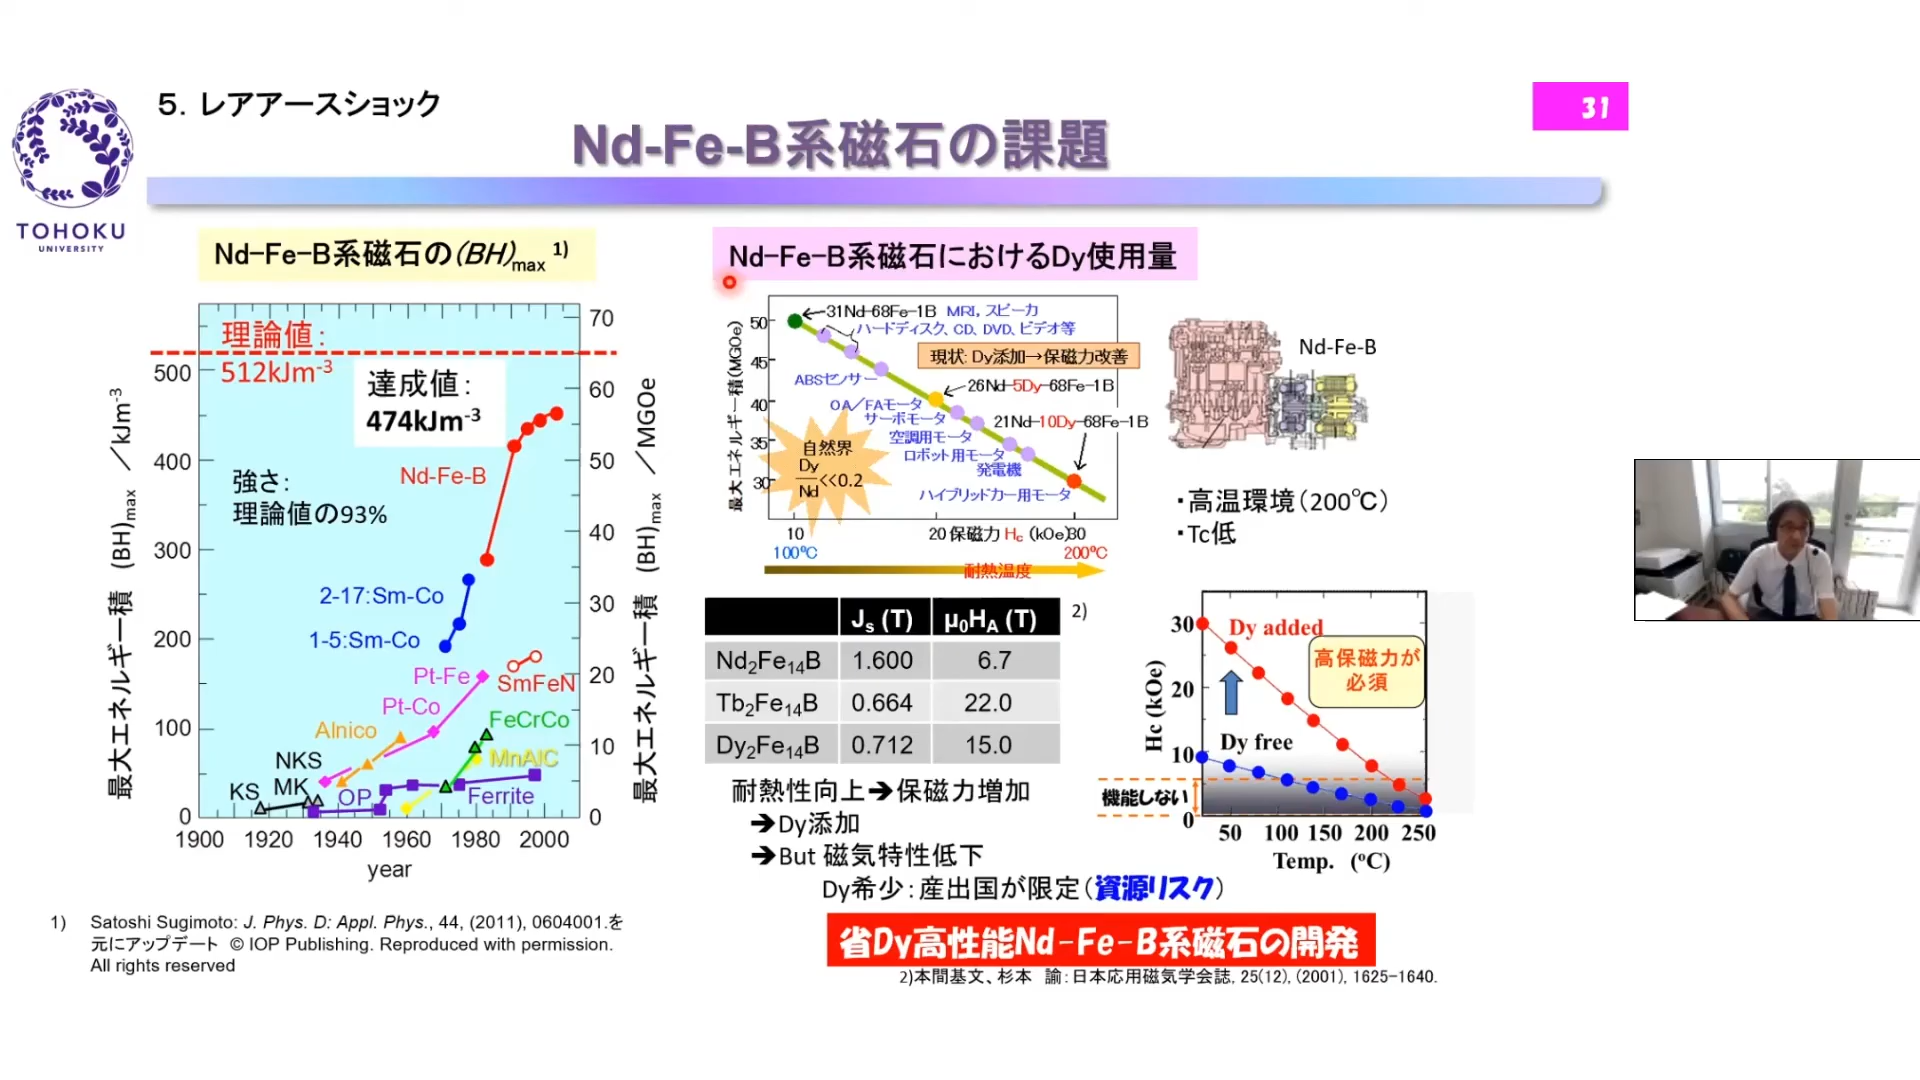 5. レアアースショック
31
Nd-Fe-B系磁石の課題
TOHOKU
UNIVERSITY
Nd-Fe-B系磁石の(BH)max 1)
理論値：
512kJm-3
達成値：
474kJm-3
強さ：
理論値の93%
Nd-Fe-B
2-17:Sm-Co
1-5:Sm-Co
Pt-Fe
SmFeN
Pt-Co
FeCrCo
Alnico
MnAlC
NKS
MK
KS
OP
Ferrite
最大エネルギー積 (BH)max ／kJm-3
500
400
300
200
100
0
最大エネルギー積 (BH)max ／MGOe
70
60
50
40
30
20
10
0
1900 1920 1940 1960 1980 2000
year
1) Satoshi Sugimoto: J. Phys. D: Appl. Phys., 44, (2011), 0604001.を
元にアップデート © IOP Publishing. Reproduced with permission.
All rights reserved
Nd-Fe-B系磁石におけるDy使用量
最大エネルギー積(MGOe)
50
45
40
35
30
31Nd-68Fe-1B MRI, スピーカ
ハードディスク、CD、DVD、ビデオ等
現状：Dy添加→保磁力改善
ABSセンサー
26Nd-5Dy-68Fe-1B
OA／FAモータ
サーボモータ
21Nd-10Dy-68Fe-1B
空調用モータ
ロボット用モータ
発電機
ハイブリッドカー用モータ
自然界
Dy
Nd
<<0.2
10 20 保磁力 Hc (kOe)30
100℃ 200℃
耐熱温度
Nd-Fe-B
・高温環境（200℃）
・Tc低
Js (T) μ0HA (T) 2)
Nd2Fe14B 1.600 6.7
Tb2Fe14B 0.664 22.0
Dy2Fe14B 0.712 15.0
耐熱性向上➔保磁力増加
➔Dy添加
➔But 磁気特性低下
Dy希少：産出国が限定（資源リスク）
Hc (kOe)
30
20
10
0
Dy added
高保磁力が
必須
Dy free
機能しない
50 100 150 200 250
Temp. (oC)
省Dy高性能Nd-Fe-B系磁石の開発
2)本間基文、杉本 諭：日本応用磁気学会誌, 25(12), (2001), 1625-1640.